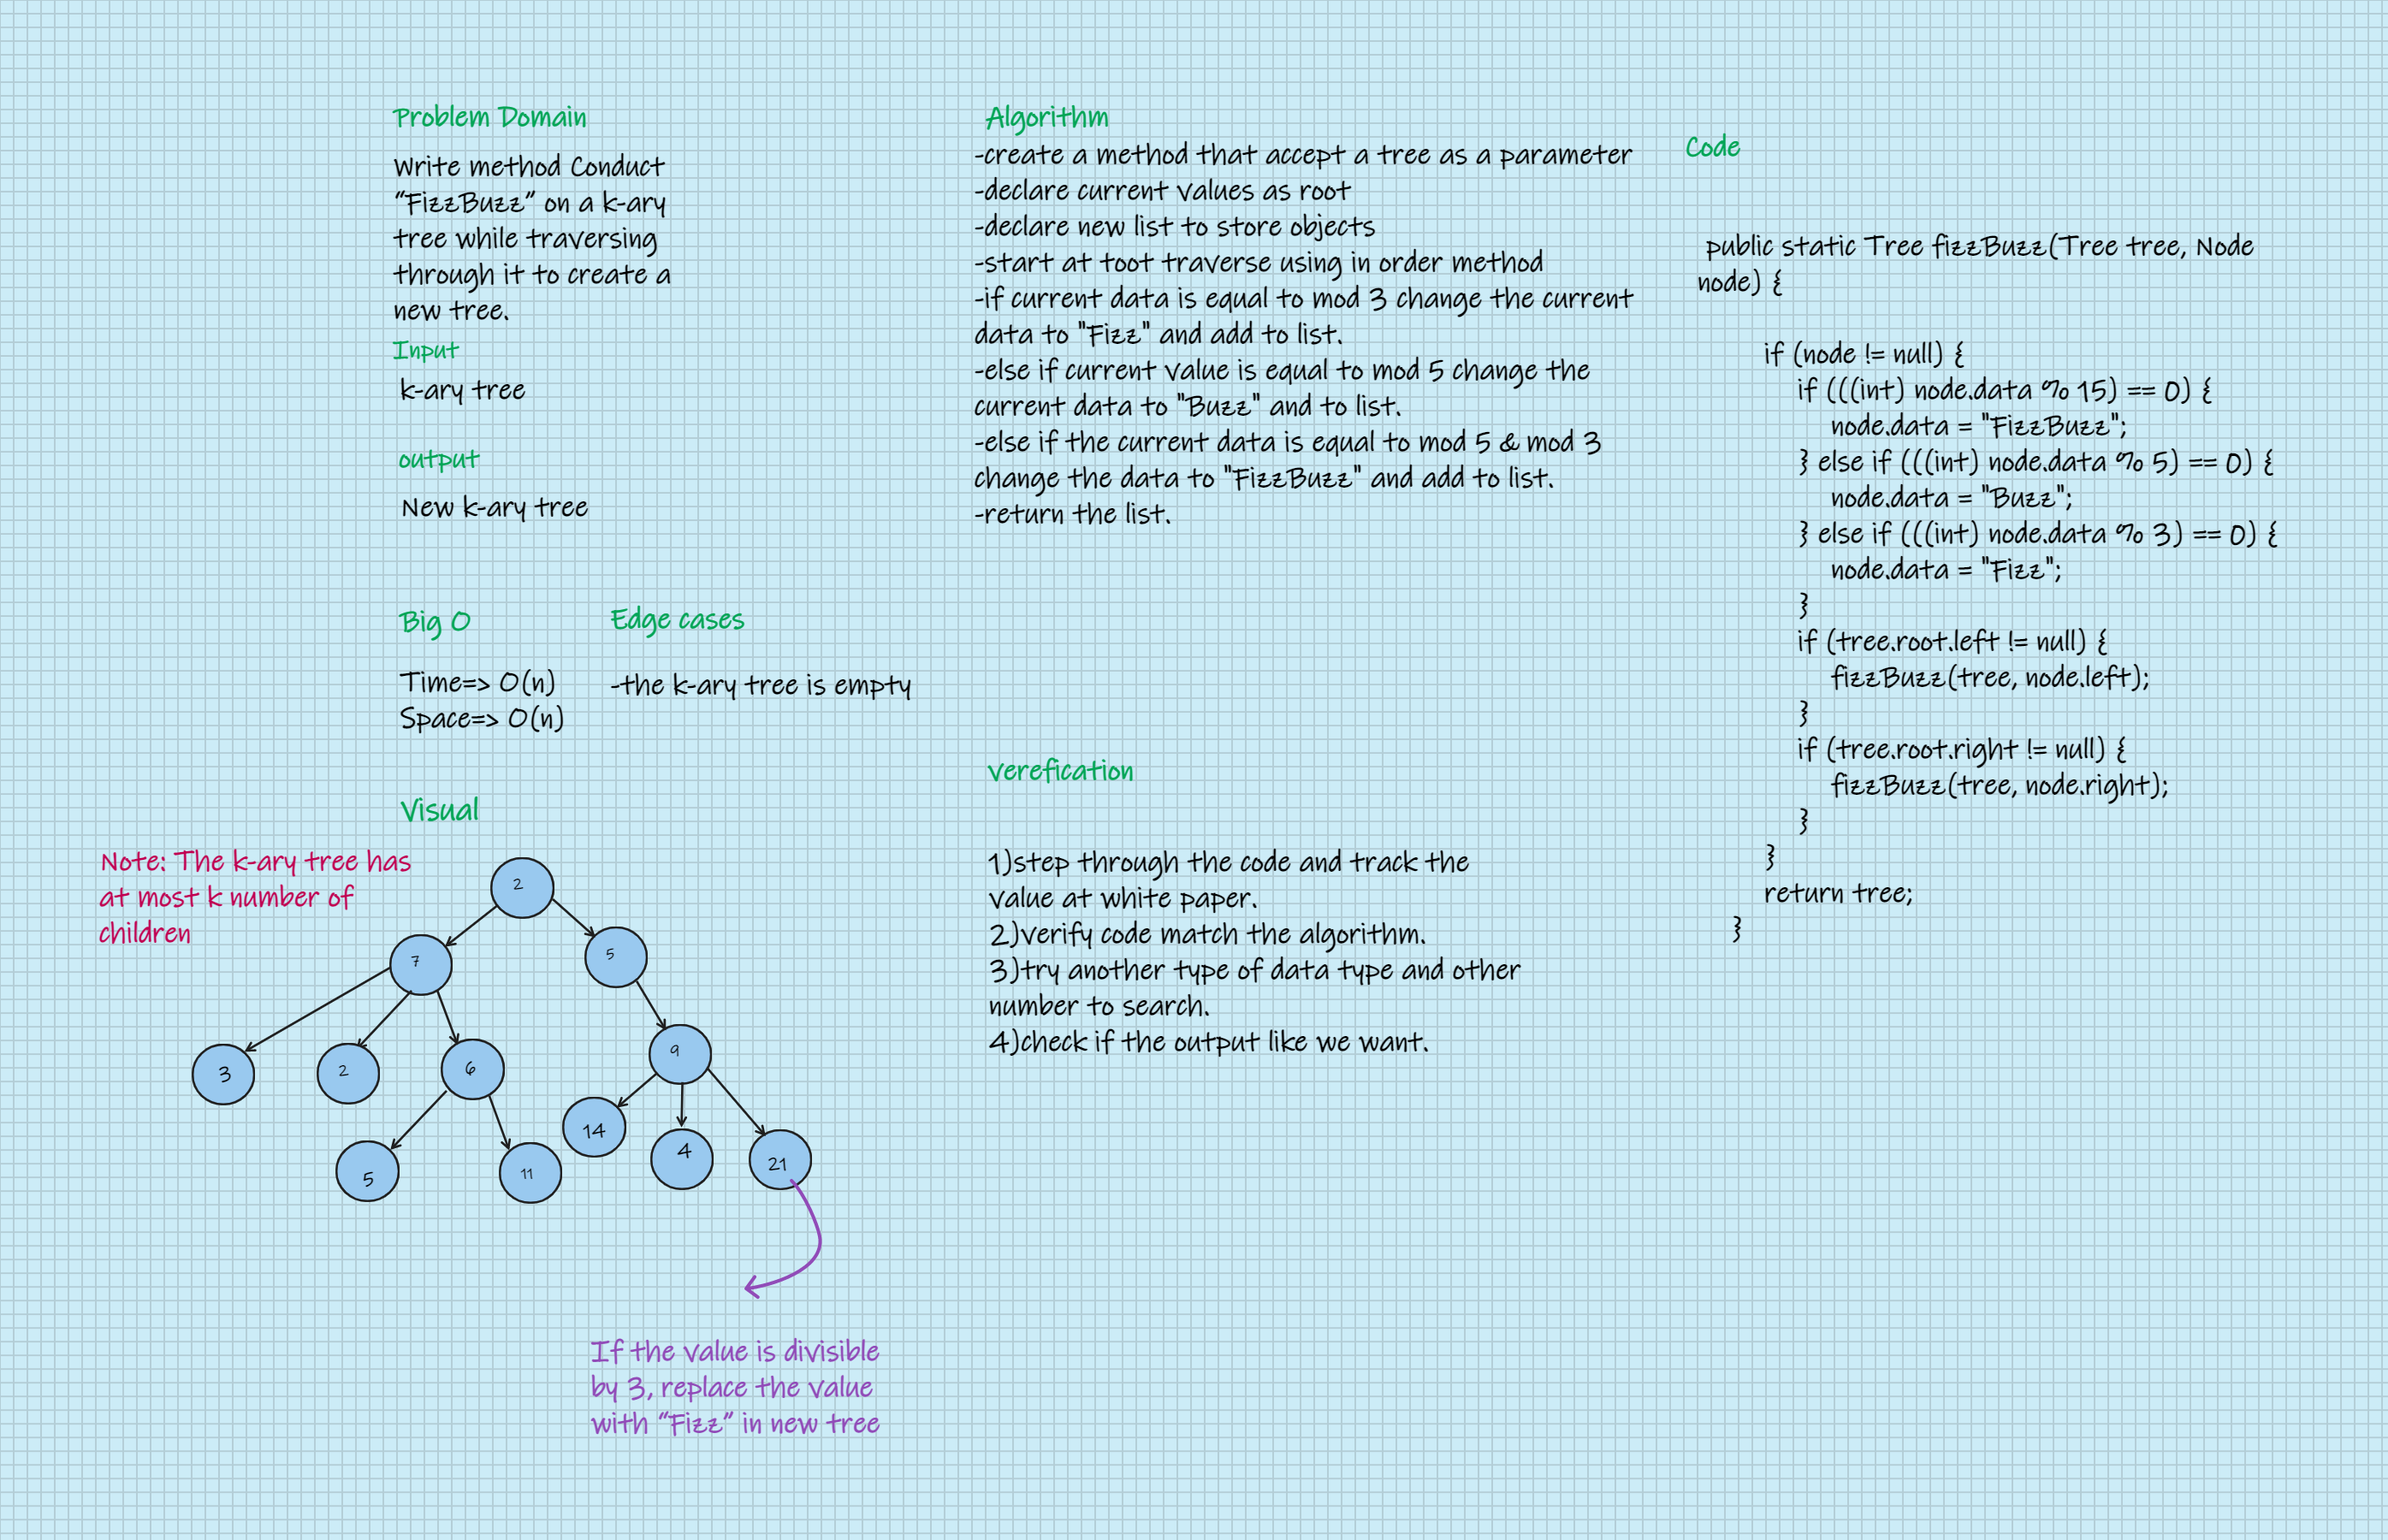 Problem Domain
Write method Conduct
“FizzBuzz” on a k-ary
tree while traversing
through it to create a
new tree.
Input
k-ary tree
output
New k-ary tree
Big O
Time=> O(n)
Space=> O(n)
Edge cases
-the k-ary tree is empty
Visual
Note: The k-ary tree has
at most k number of
children
2
7
5
3
2
6
9
5
11
14
4
21
If the value is divisible
by 3, replace the value
with “Fizz” in new tree
Algorithm
-create a method that accept a tree as a parameter
-declare current values as root
-declare new list to store objects
-start at toot traverse using in order method
-if current data is equal to mod 3 change the current
data to "Fizz" and add to list.
-else if current value is equal to mod 5 change the
current data to "Buzz" and to list.
-else if the current data is equal to mod 5 & mod 3
change the data to "FizzBuzz" and add to list.
-return the list.
verefication
1)step through the code and track the
value at white paper.
2)verify code match the algorithm.
3)try another type of data type and other
number to search.
4)check if the output like we want.
Code
public static Tree fizzBuzz(Tree tree, Node
node) {
if (node != null) {
if (((int) node.data % 15) == 0) {
node.data = "FizzBuzz";
} else if (((int) node.data % 5) == 0) {
node.data = "Buzz";
} else if (((int) node.data % 3) == 0) {
node.data = "Fizz";
}
if (tree.root.left != null) {
fizzBuzz(tree, node.left);
}
if (tree.root.right != null) {
fizzBuzz(tree, node.right);
}
}
return tree;
}